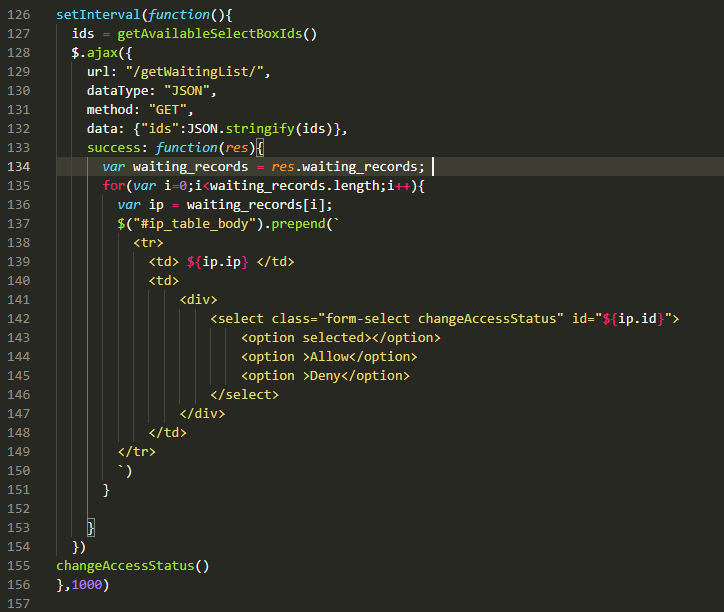 126 setInterval(function(){
127 ids = getAvailableSelectBoxIds()
128 $.ajax({
129 url: "/getWaitingList/",
130 dataType: "JSON",
131 method: "GET",
132 data: {"ids":JSON.stringify(ids)},
133 success: function(res){
134 var waiting_records = res.waiting_records;
135 for(var i=0;i<waiting_records.length;i++){
136 var ip = waiting_records[i];
137 $("#ip_table_body").prepend(`
138 <tr>
139 <td> ${ip.ip} </td>
140 <td>
141 <div>
142 <select class="form-select changeAccessStatus" id="${ip.id}">
143 <option selected></option>
144 <option >Allow</option>
145 <option >Deny</option>
146 </select>
147 </div>
148 </td>
149 </tr>
150 `)
151 }
152
153 }
154 })
155 changeAccessStatus()
156 },1000)
157